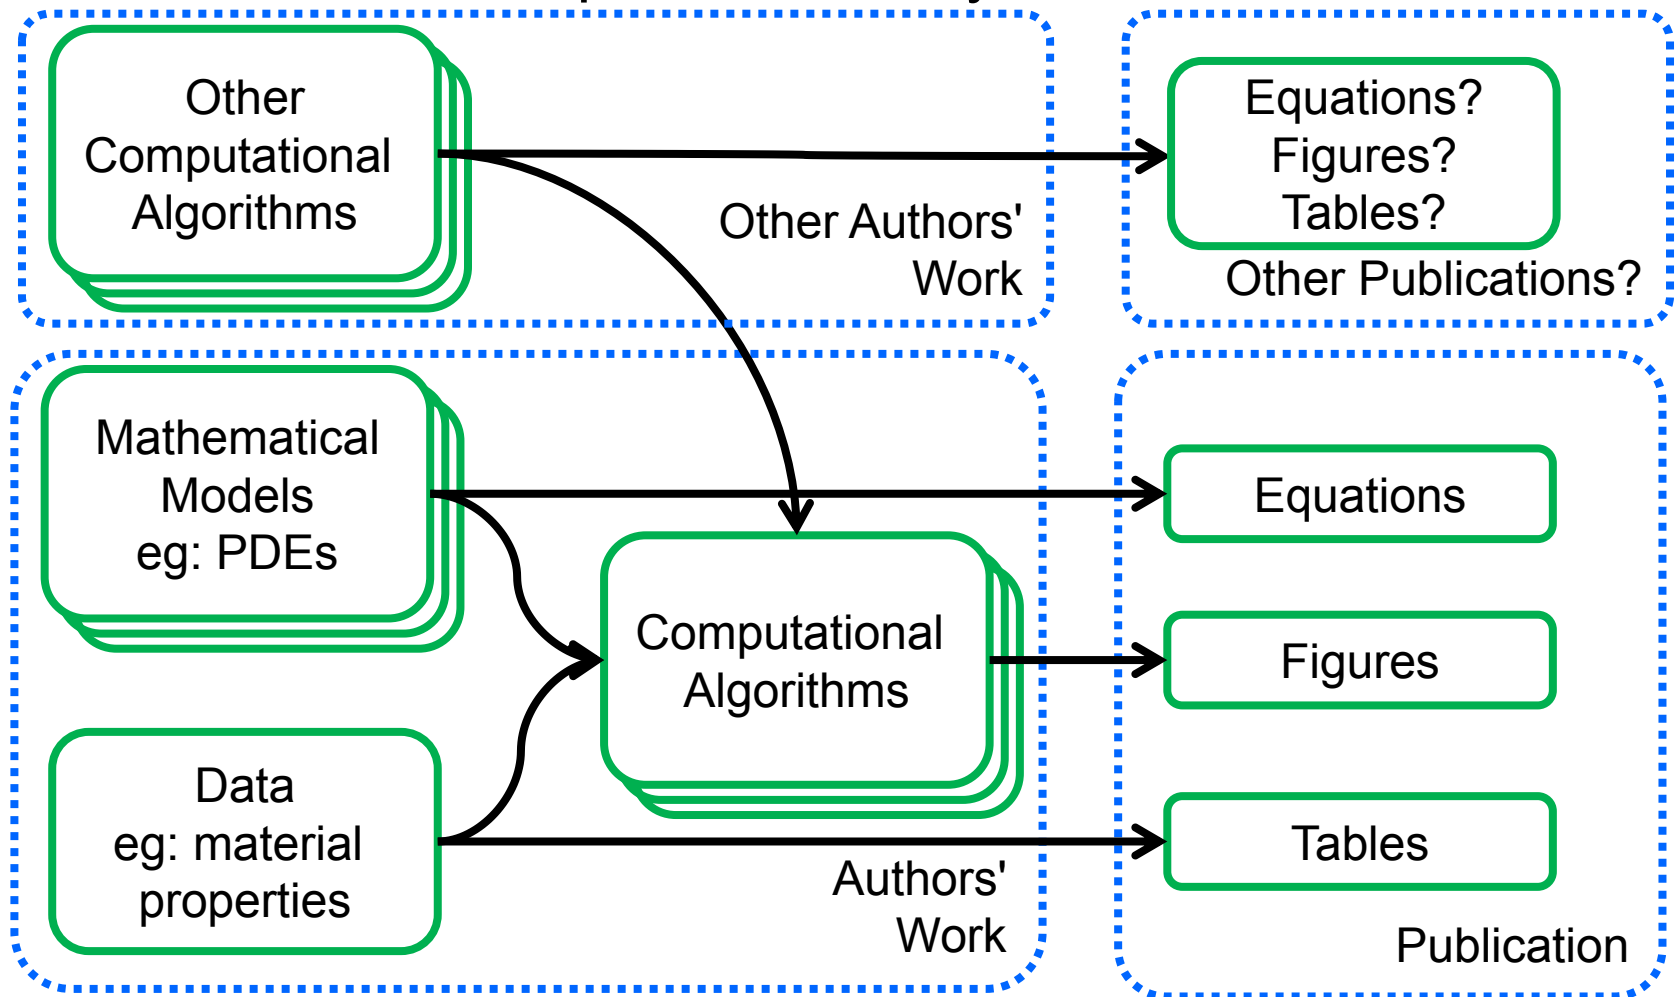 Other
Computational
Algorithms
Other Authors'
Work
Equations?
Figures?
Tables?
Other Publications?
Mathematical
Models
eg: PDEs
Computational
Algorithms
Data
eg: material
properties
Authors'
Work
Equations
Figures
Tables
Publication